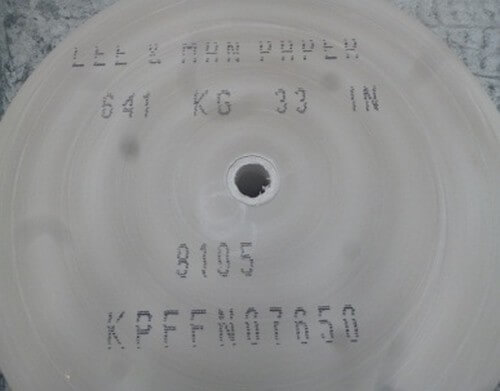 LEE & MAN PAPER
641 KG 33 IN
8105
KPFFN07650